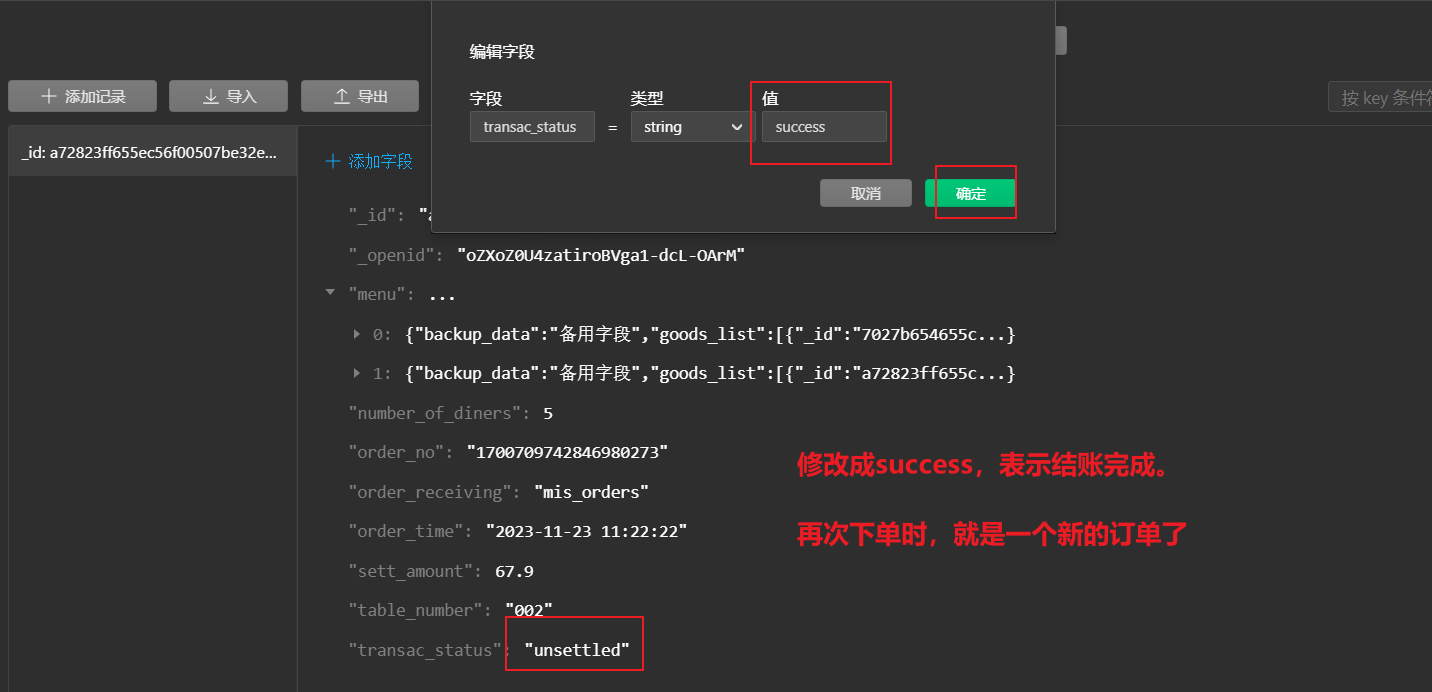 编辑字段
字段 类型 值
transac_status = string success
取消 确定
添加记录 导入 导出
按 key 条件符
_id: a72823ff655ec56f00507be32e...
添加字段
"_id": "a
"_openid": "oZXoZ0U4zatiroBVga1-dcL-OArM"
"menu": ...
0: {"backup_data":"备用字段","goods_list":[{"_id":"7027b654655c...}
1: {"backup_data":"备用字段","goods_list":[{"_id":"a72823ff655c...}
"number_of_diners": 5
"order_no": "1700709742846980273"
修改成success，表示结账完成。
"order_receiving": "mis_orders"
"order_time": "2023-11-23 11:22:22"
再次下单时，就是一个新的订单了
"sett_amount": 67.9
"table_number": "002"
"transac_status": "unsettled"